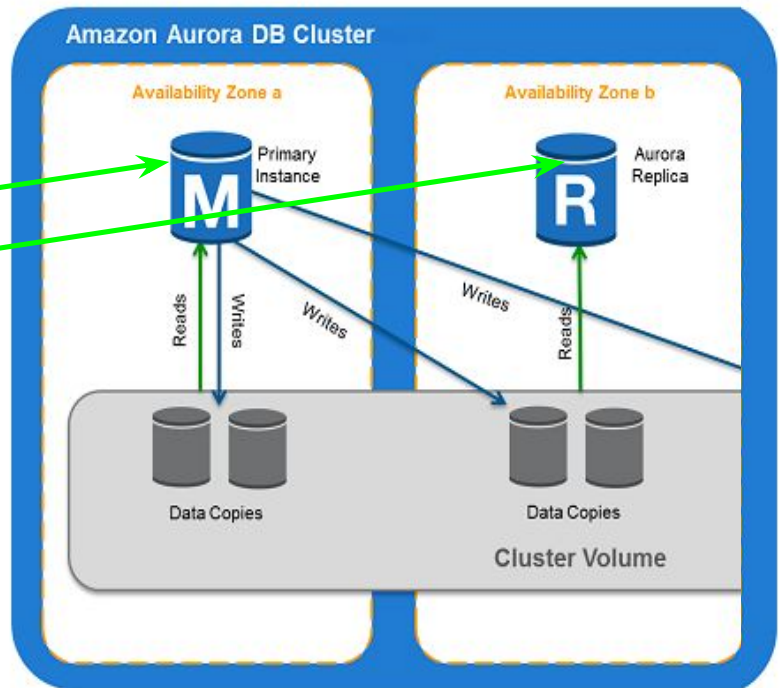 Amazon Aurora DB Cluster
Availability Zone a
Availability Zone b
Primary
Instance
Aurora
Replica
M
R
Reads
Writes
Writes
Writes
Reads
Data Copies
Data Copies
Cluster Volume